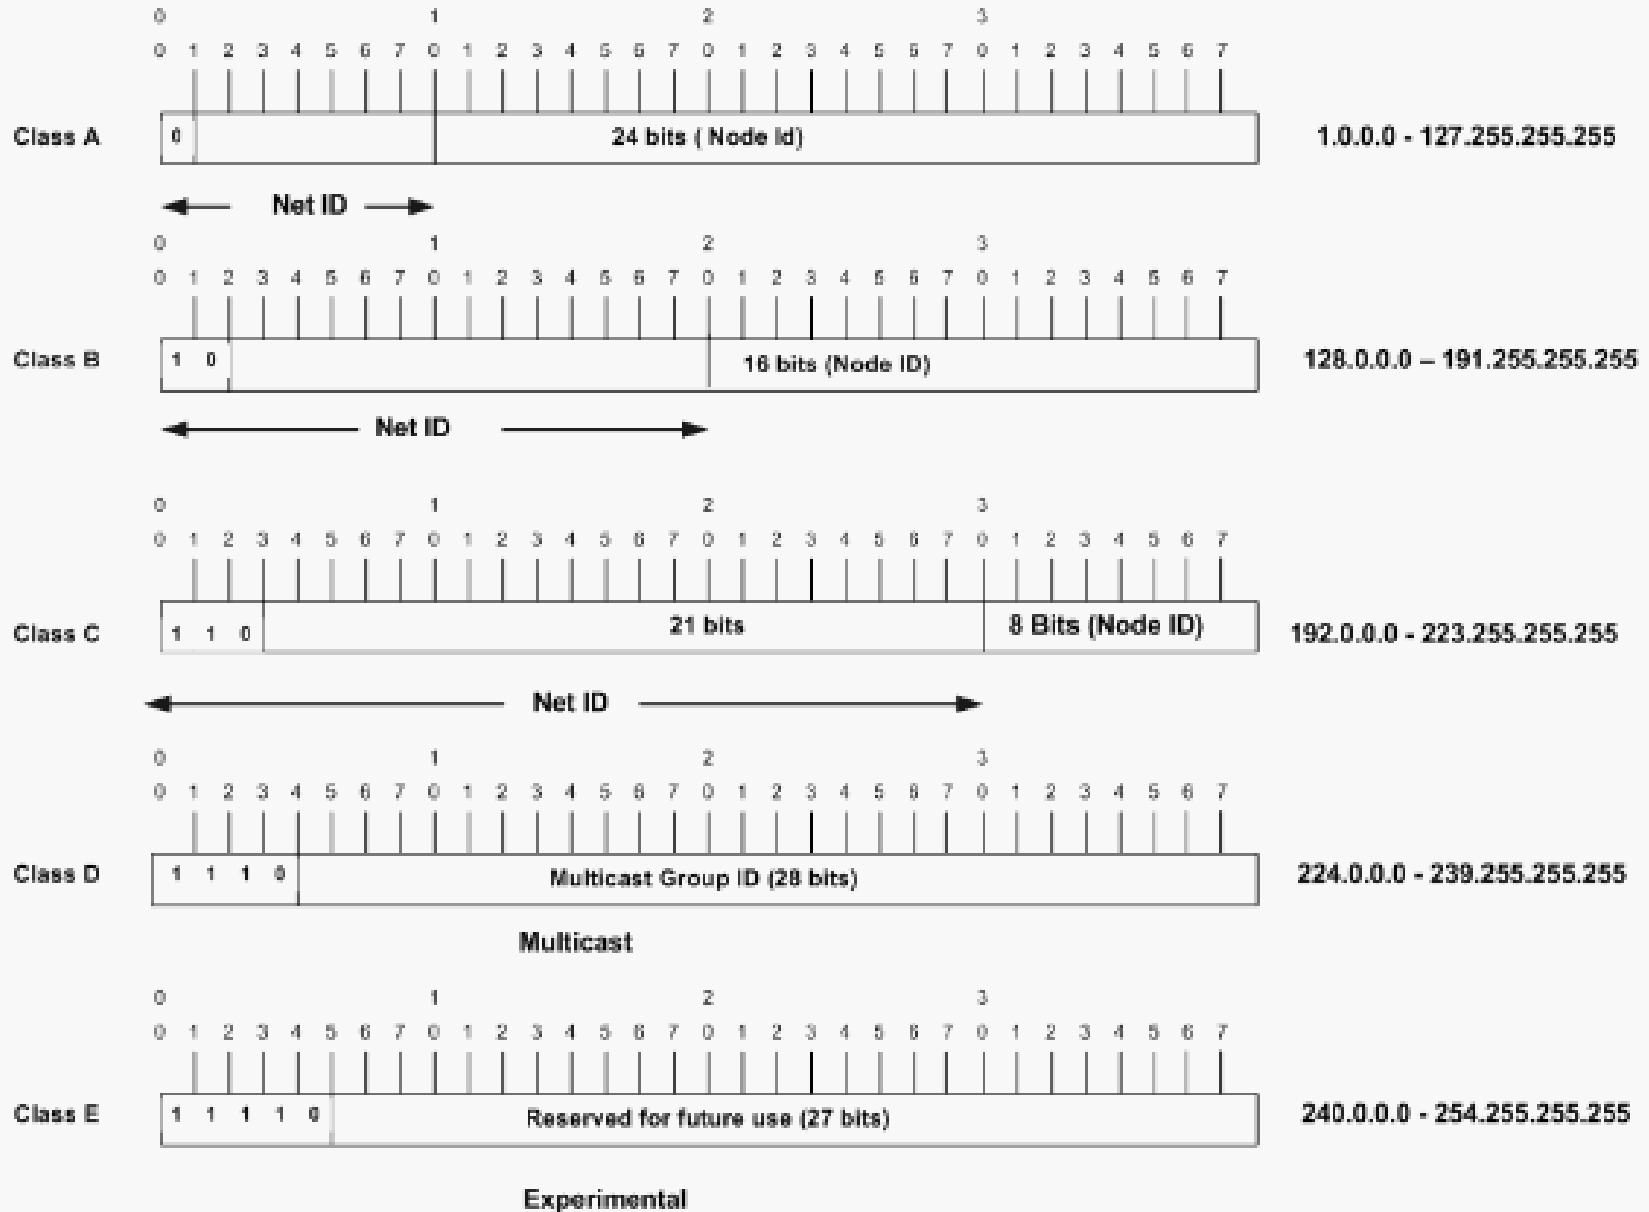 0 1 2 3
0 1 2 3 4 5 6 7 0 1 2 3 4 5 6 7 0 1 2 3 4 5 6 7 0 1 2 3 4 5 6 7
Class A 0 24 bits ( Node Id) 1.0.0.0 - 127.255.255.255
Net ID
0 1 2 3
0 1 2 3 4 5 6 7 0 1 2 3 4 5 6 7 0 1 2 3 4 5 6 7 0 1 2 3 4 5 6 7
Class B 1 0 16 bits (Node ID) 128.0.0.0 – 191.255.255.255
Net ID
0 1 2 3
0 1 2 3 4 5 6 7 0 1 2 3 4 5 6 7 0 1 2 3 4 5 6 7 0 1 2 3 4 5 6 7
Class C 1 1 0 21 bits 8 Bits (Node ID) 192.0.0.0 - 223.255.255.255
Net ID
0 1 2 3
0 1 2 3 4 5 6 7 0 1 2 3 4 5 6 7 0 1 2 3 4 5 6 7 0 1 2 3 4 5 6 7
Class D 1 1 1 0 Multicast Group ID (28 bits) 224.0.0.0 - 239.255.255.255
Multicast
0 1 2 3
0 1 2 3 4 5 6 7 0 1 2 3 4 5 6 7 0 1 2 3 4 5 6 7 0 1 2 3 4 5 6 7
Class E 1 1 1 1 0 Reserved for future use (27 bits) 240.0.0.0 - 254.255.255.255
Experimental